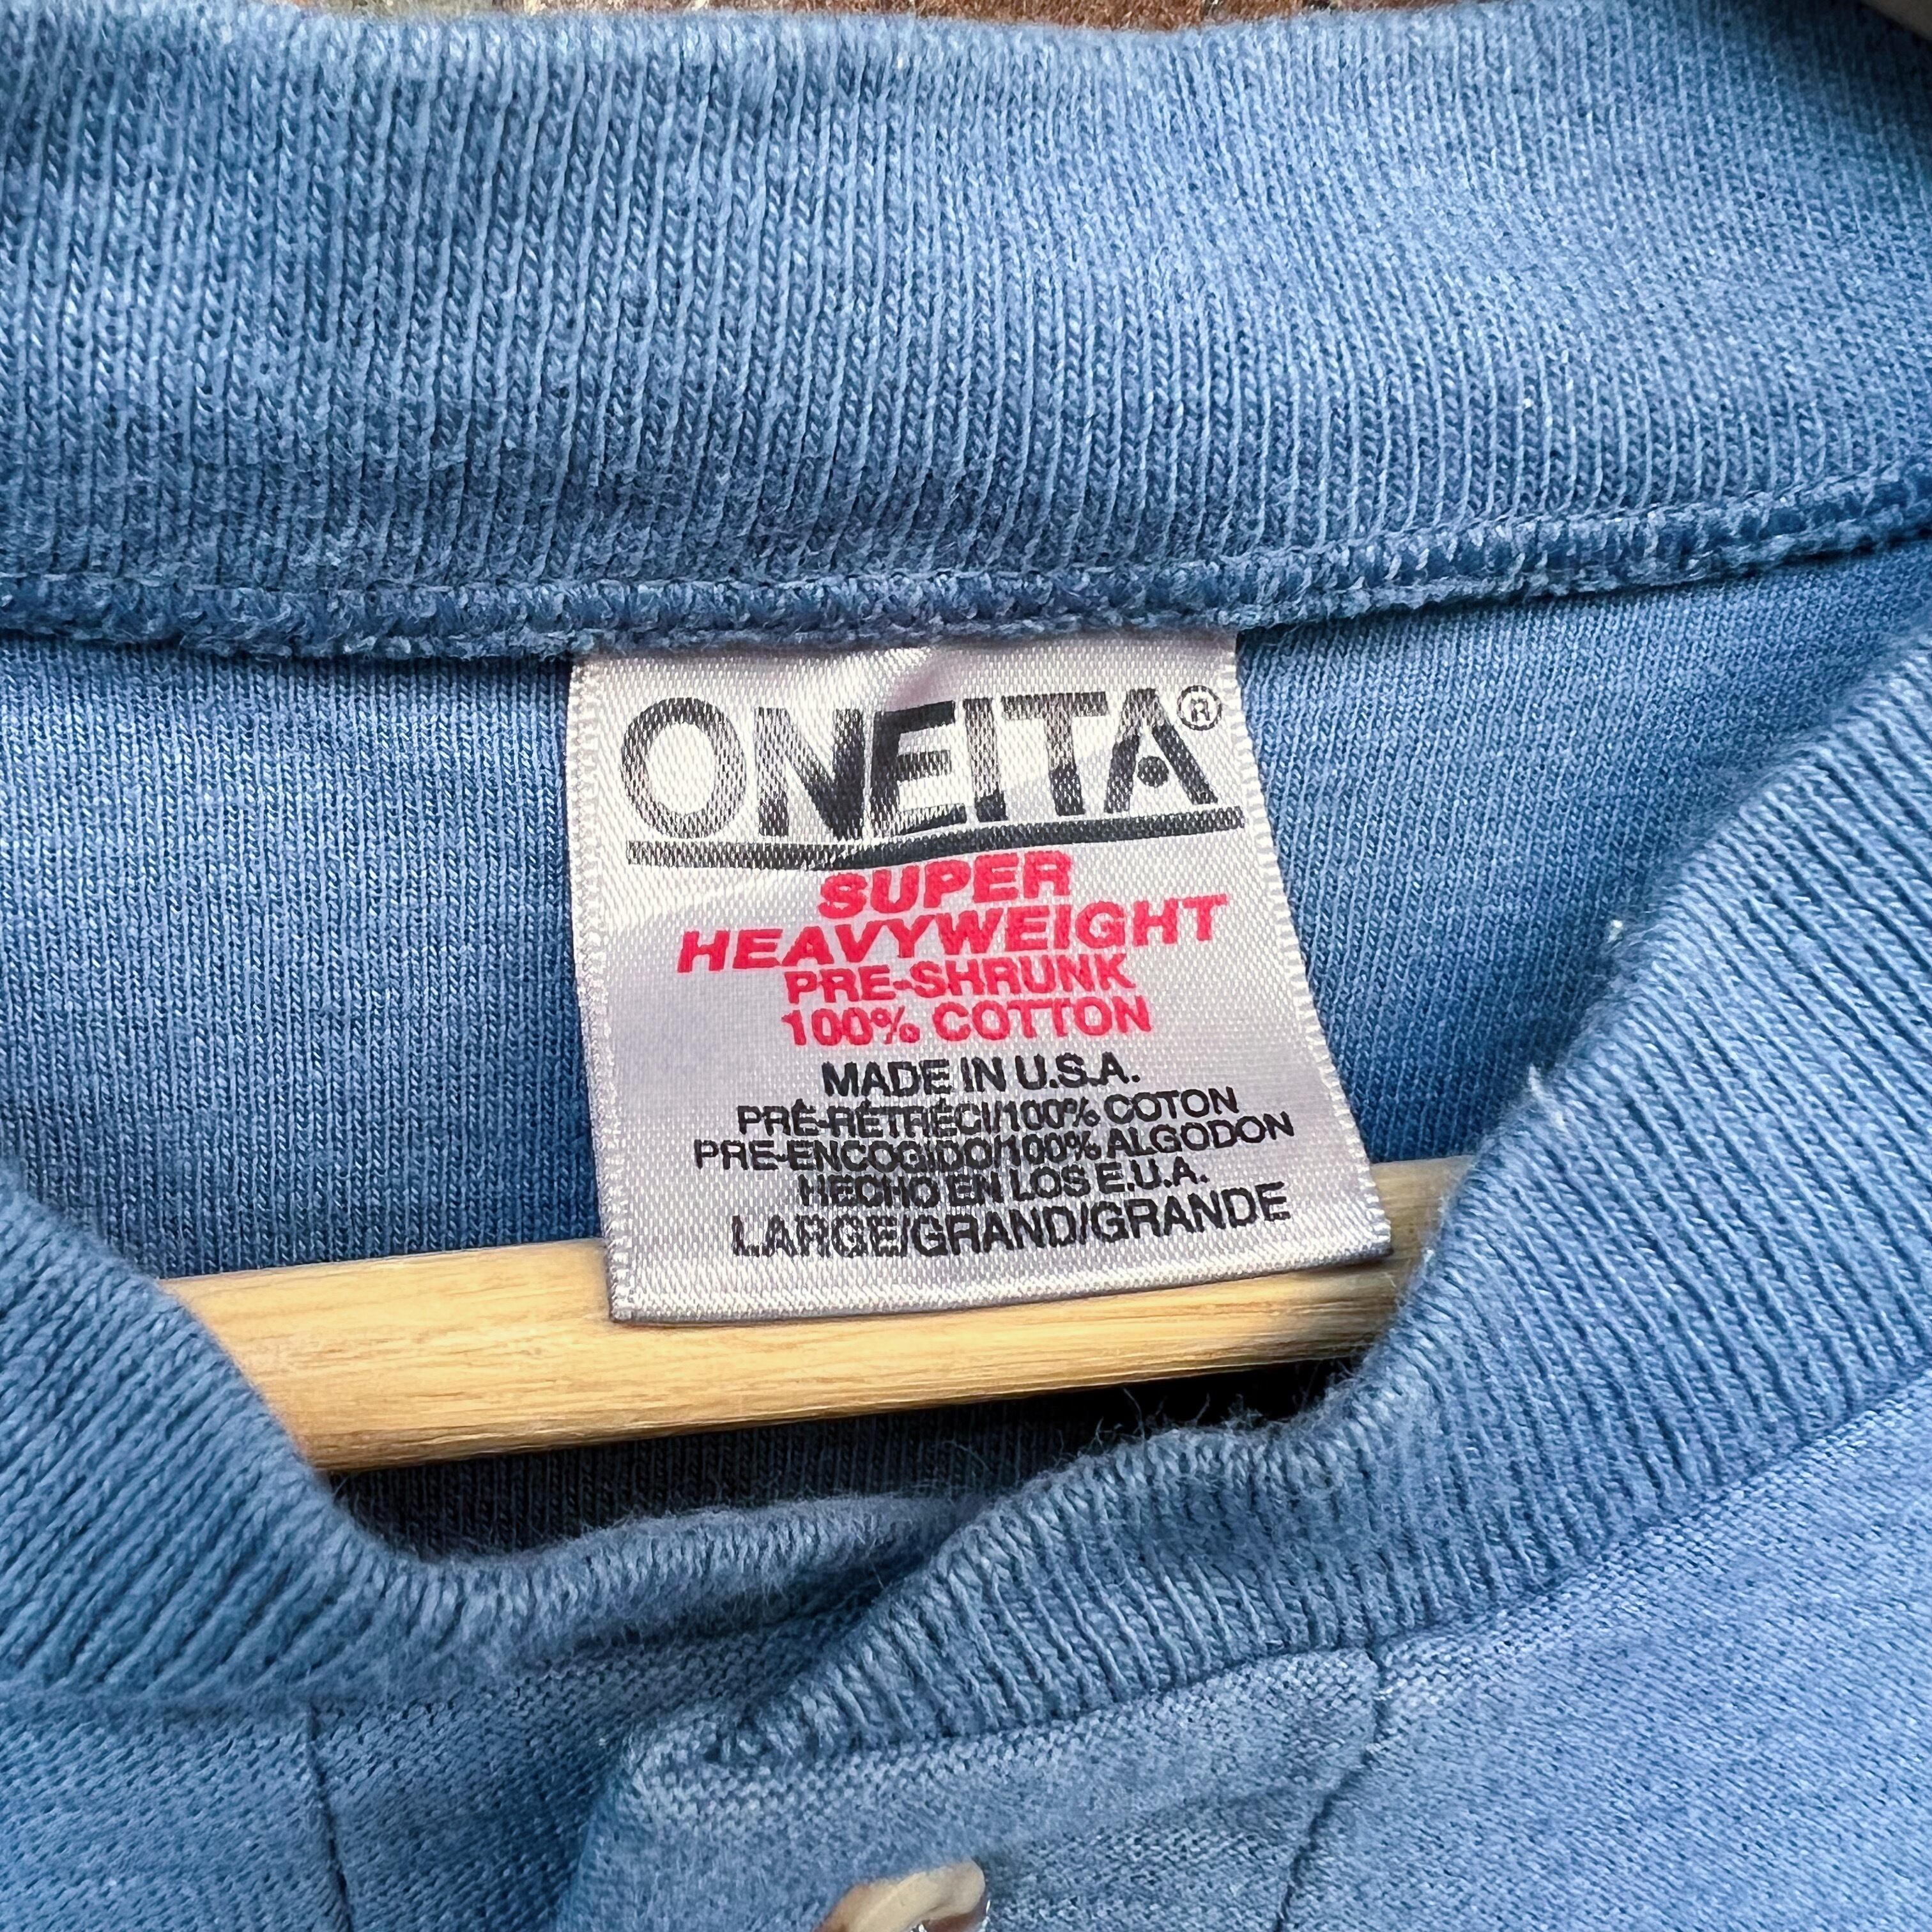 ONEITA®
SUPER
HEAVYWEIGHT
PRE-SHRUNK
100% COTTON
MADE IN U.S.A.
PRÉ-RÉTRÉCI/100% COTON
PRE-ENCOGIDO/100% ALGODON
HECHO EN LOS E.U.A.
LARGE/GRAND/GRANDE